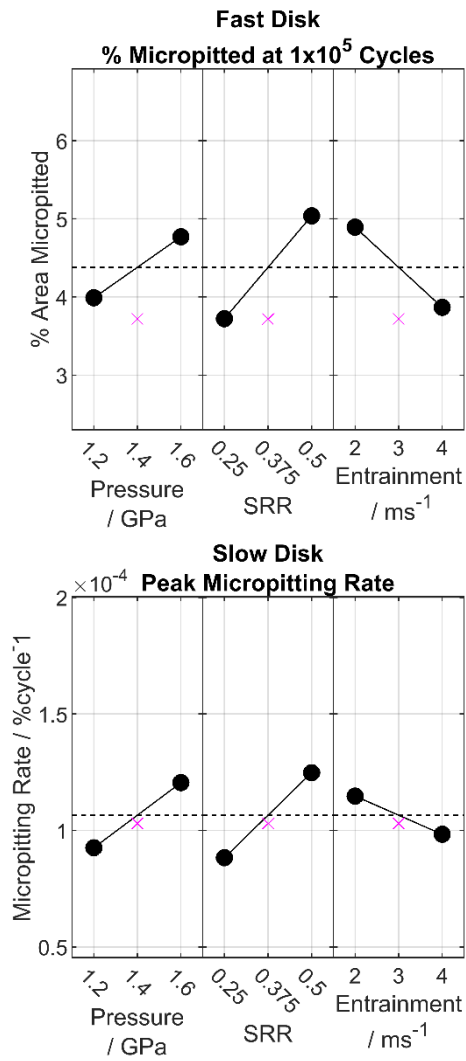 Fast Disk
% Micropitted at 1x10⁵ Cycles
% Area Micropitted
6
5
4
3
1.2 1.4 1.6 0.25 0.375 0.5 2 3 4
Pressure
/ GPa
SRR
Entrainment
/ ms⁻¹
Slow Disk
×10⁻⁴ Peak Micropitting Rate
Micropitting Rate / %cycle⁻¹
2
1.5
1
0.5
1.2 1.4 1.6 0.25 0.375 0.5 2 3 4
Pressure
/ GPa
SRR
Entrainment
/ ms⁻¹